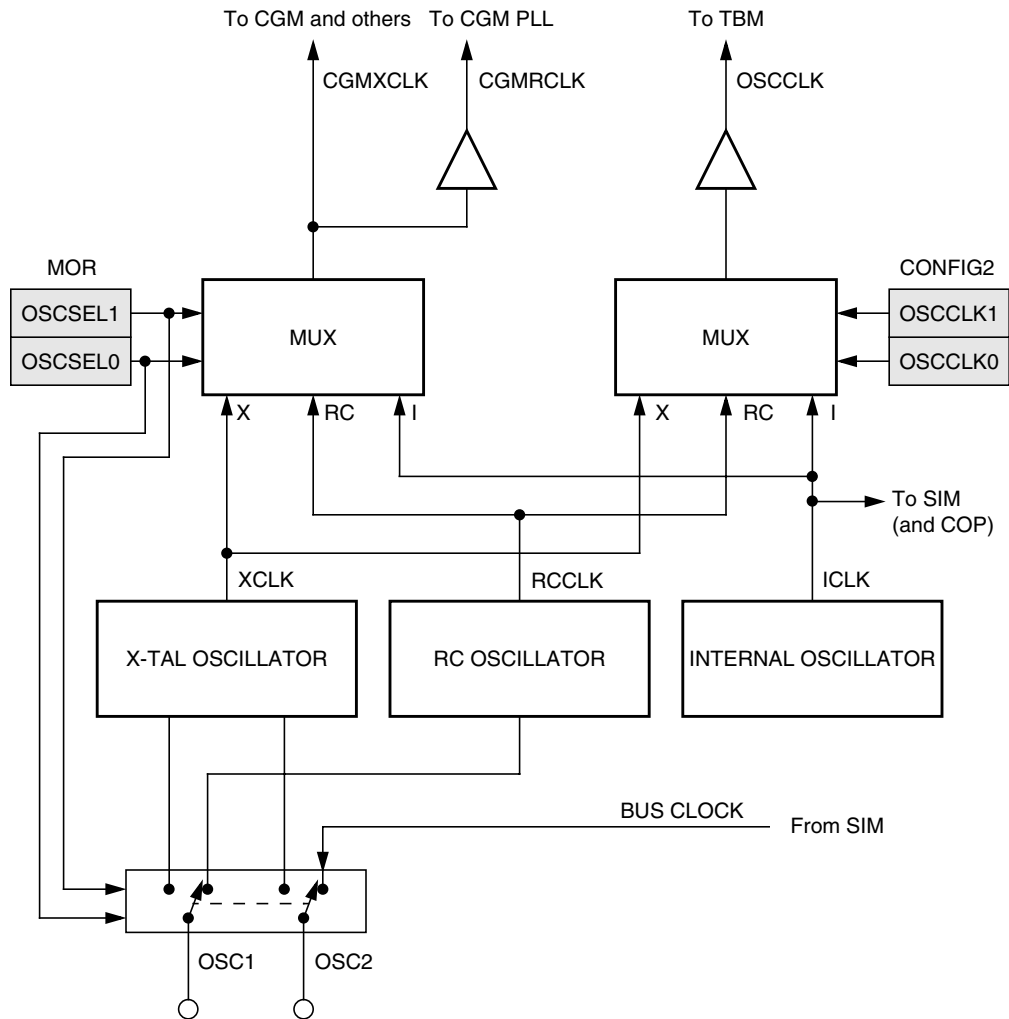 To CGM and others
To CGM PLL
To TBM
CGMXCLK
CGMRCLK
OSCCLK
MOR
CONFIG2
OSCSEL1
OSCSEL0
MUX
MUX
OSCCLK1
OSCCLK0
X
RC
I
X
RC
I
To SIM
(and COP)
XCLK
RCCLK
ICLK
X-TAL OSCILLATOR
RC OSCILLATOR
INTERNAL OSCILLATOR
BUS CLOCK
From SIM
OSC1
OSC2